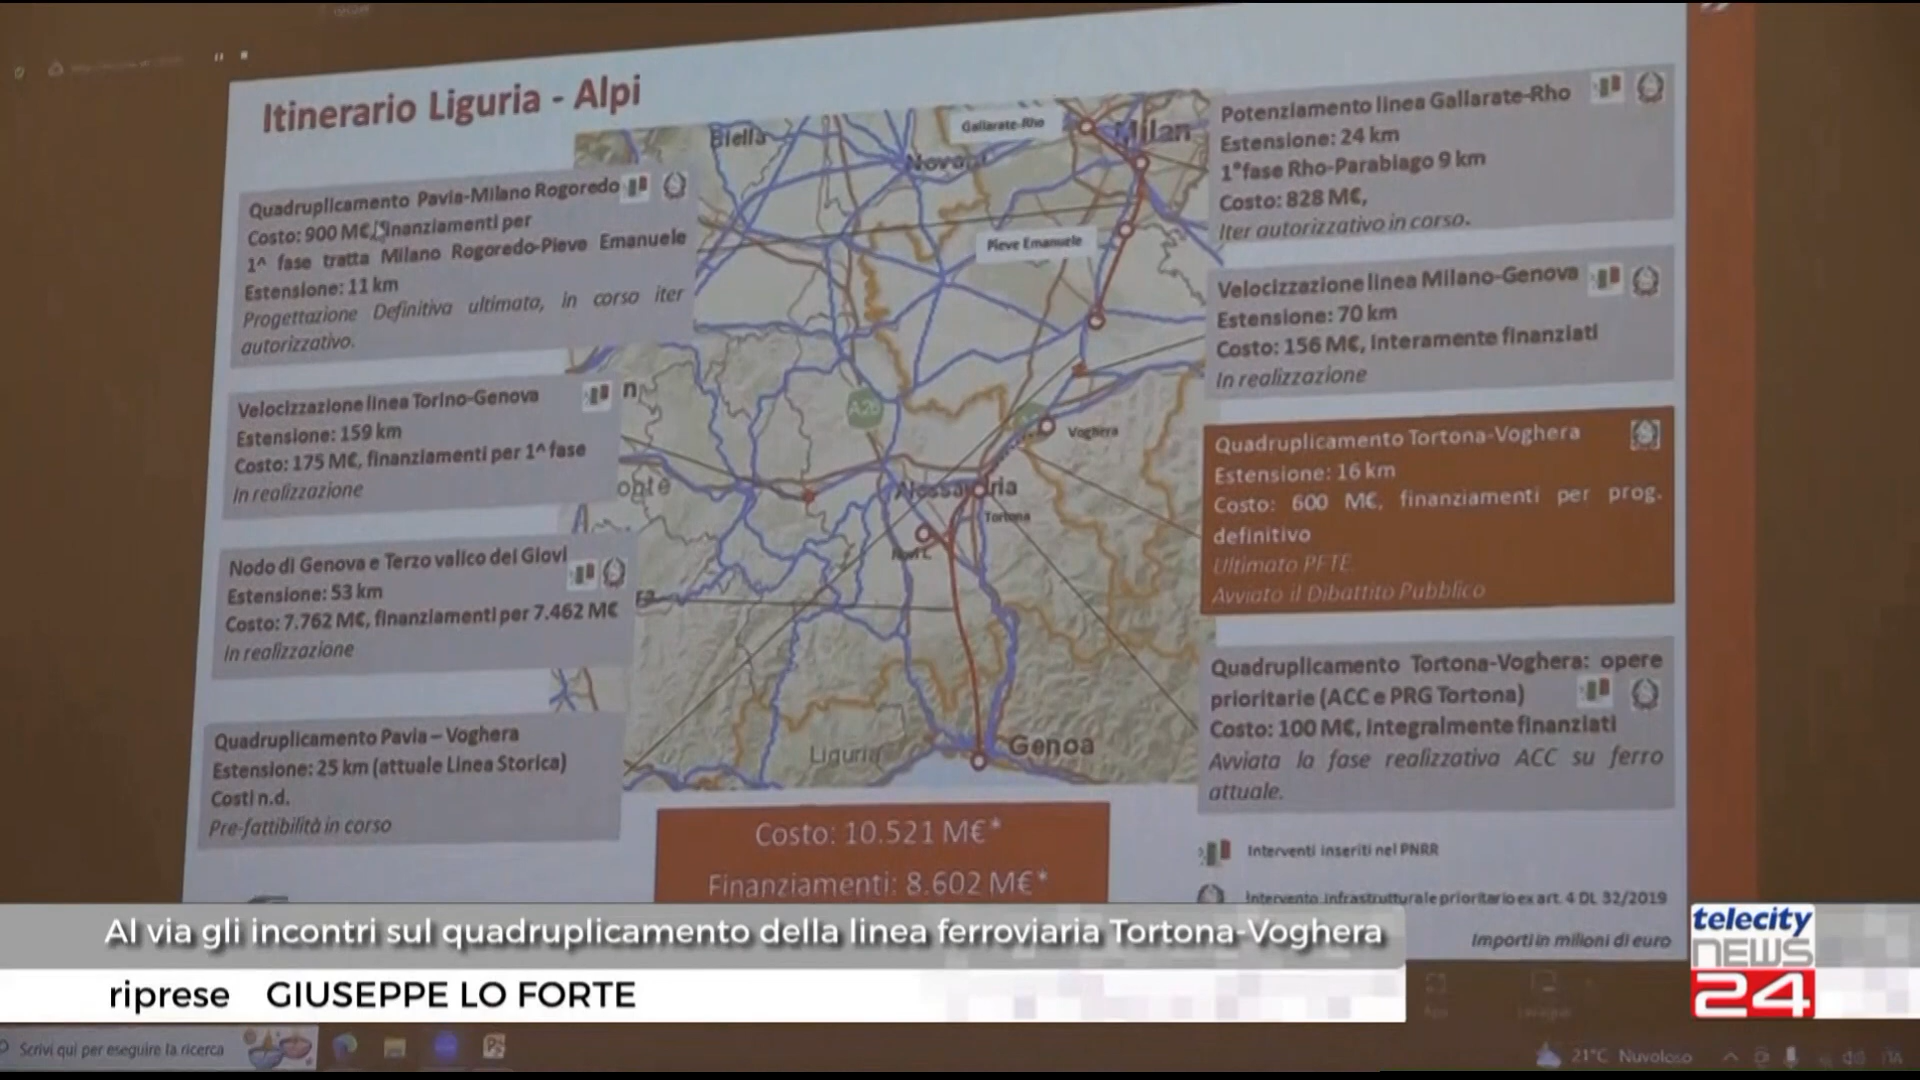 Itinerario Liguria - Alpi
Quadruplicamento Pavia-Milano Rogoredo
Costo: 900 M€, finanziamenti per
1^ fase tratta Milano Rogoredo-Pieve Emanuele
Estensione: 11 km
Progettazione Definitiva ultimata, in corso iter
autorizzativo.
Velocizzazione linea Torino-Genova
Estensione: 159 km
Costo: 175 M€, finanziamenti per 1^ fase
In realizzazione
Nodo di Genova e Terzo valico dei Giovi
Estensione: 53 km
Costo: 7.762 M€, finanziamenti per 7.462 M€
In realizzazione
Quadruplicamento Pavia – Voghera
Estensione: 25 km (attuale Linea Storica)
Costi n.d.
Pre-fattibilità in corso
Biella
Novara
Gallarate-Rho
Milan
Pieve Emanuele
A26
Voghera
Alessandria
Tortona
Liguria
Genoa
Costo: 10.521 M€*
Finanziamenti: 8.602 M€*
Potenziamento linea Gallarate-Rho
Estensione: 24 km
1°fase Rho-Parabiago 9 km
Costo: 828 M€,
Iter autorizzativo in corso.
Velocizzazione linea Milano-Genova
Estensione: 70 km
Costo: 156 M€, interamente finanziati
In realizzazione
Quadruplicamento Tortona-Voghera
Estensione: 16 km
Costo: 600 M€, finanziamenti per prog.
definitivo
Ultimato PFTE
Avviato il Dibattito Pubblico
Quadruplicamento Tortona-Voghera: opere
prioritarie (ACC e PRG Tortona)
Costo: 100 M€, integralmente finanziati
Avviata la fase realizzativa ACC su ferro
attuale.
Interventi inseriti nel PNRR
Intervento infrastrutturale prioritario ex art. 4 DL 32/2019
Importi in milioni di euro
Al via gli incontri sul quadruplicamento della linea ferroviaria Tortona-Voghera
riprese GIUSEPPE LO FORTE
telecity
NEWS
24
Scrivi qui per eseguire la ricerca
21°C Nuvoloso